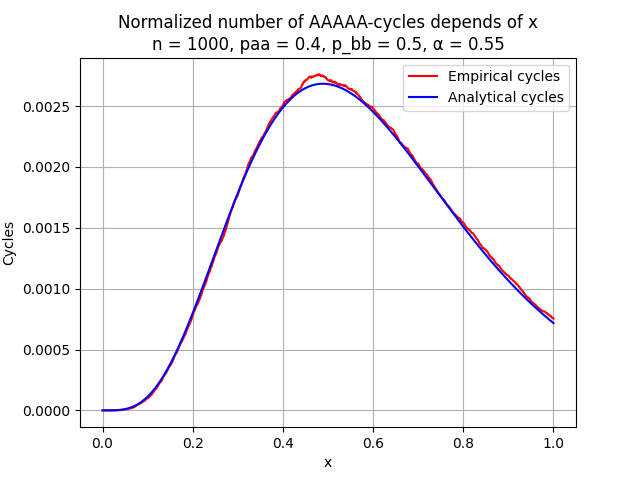 Normalized number of AAAAA-cycles depends of x
n = 1000, paa = 0.4, p_bb = 0.5, α = 0.55
Empirical cycles
Analytical cycles
0.0025
0.0020
0.0015
0.0010
0.0005
0.0000
Cycles
0.0 0.2 0.4 0.6 0.8 1.0
x